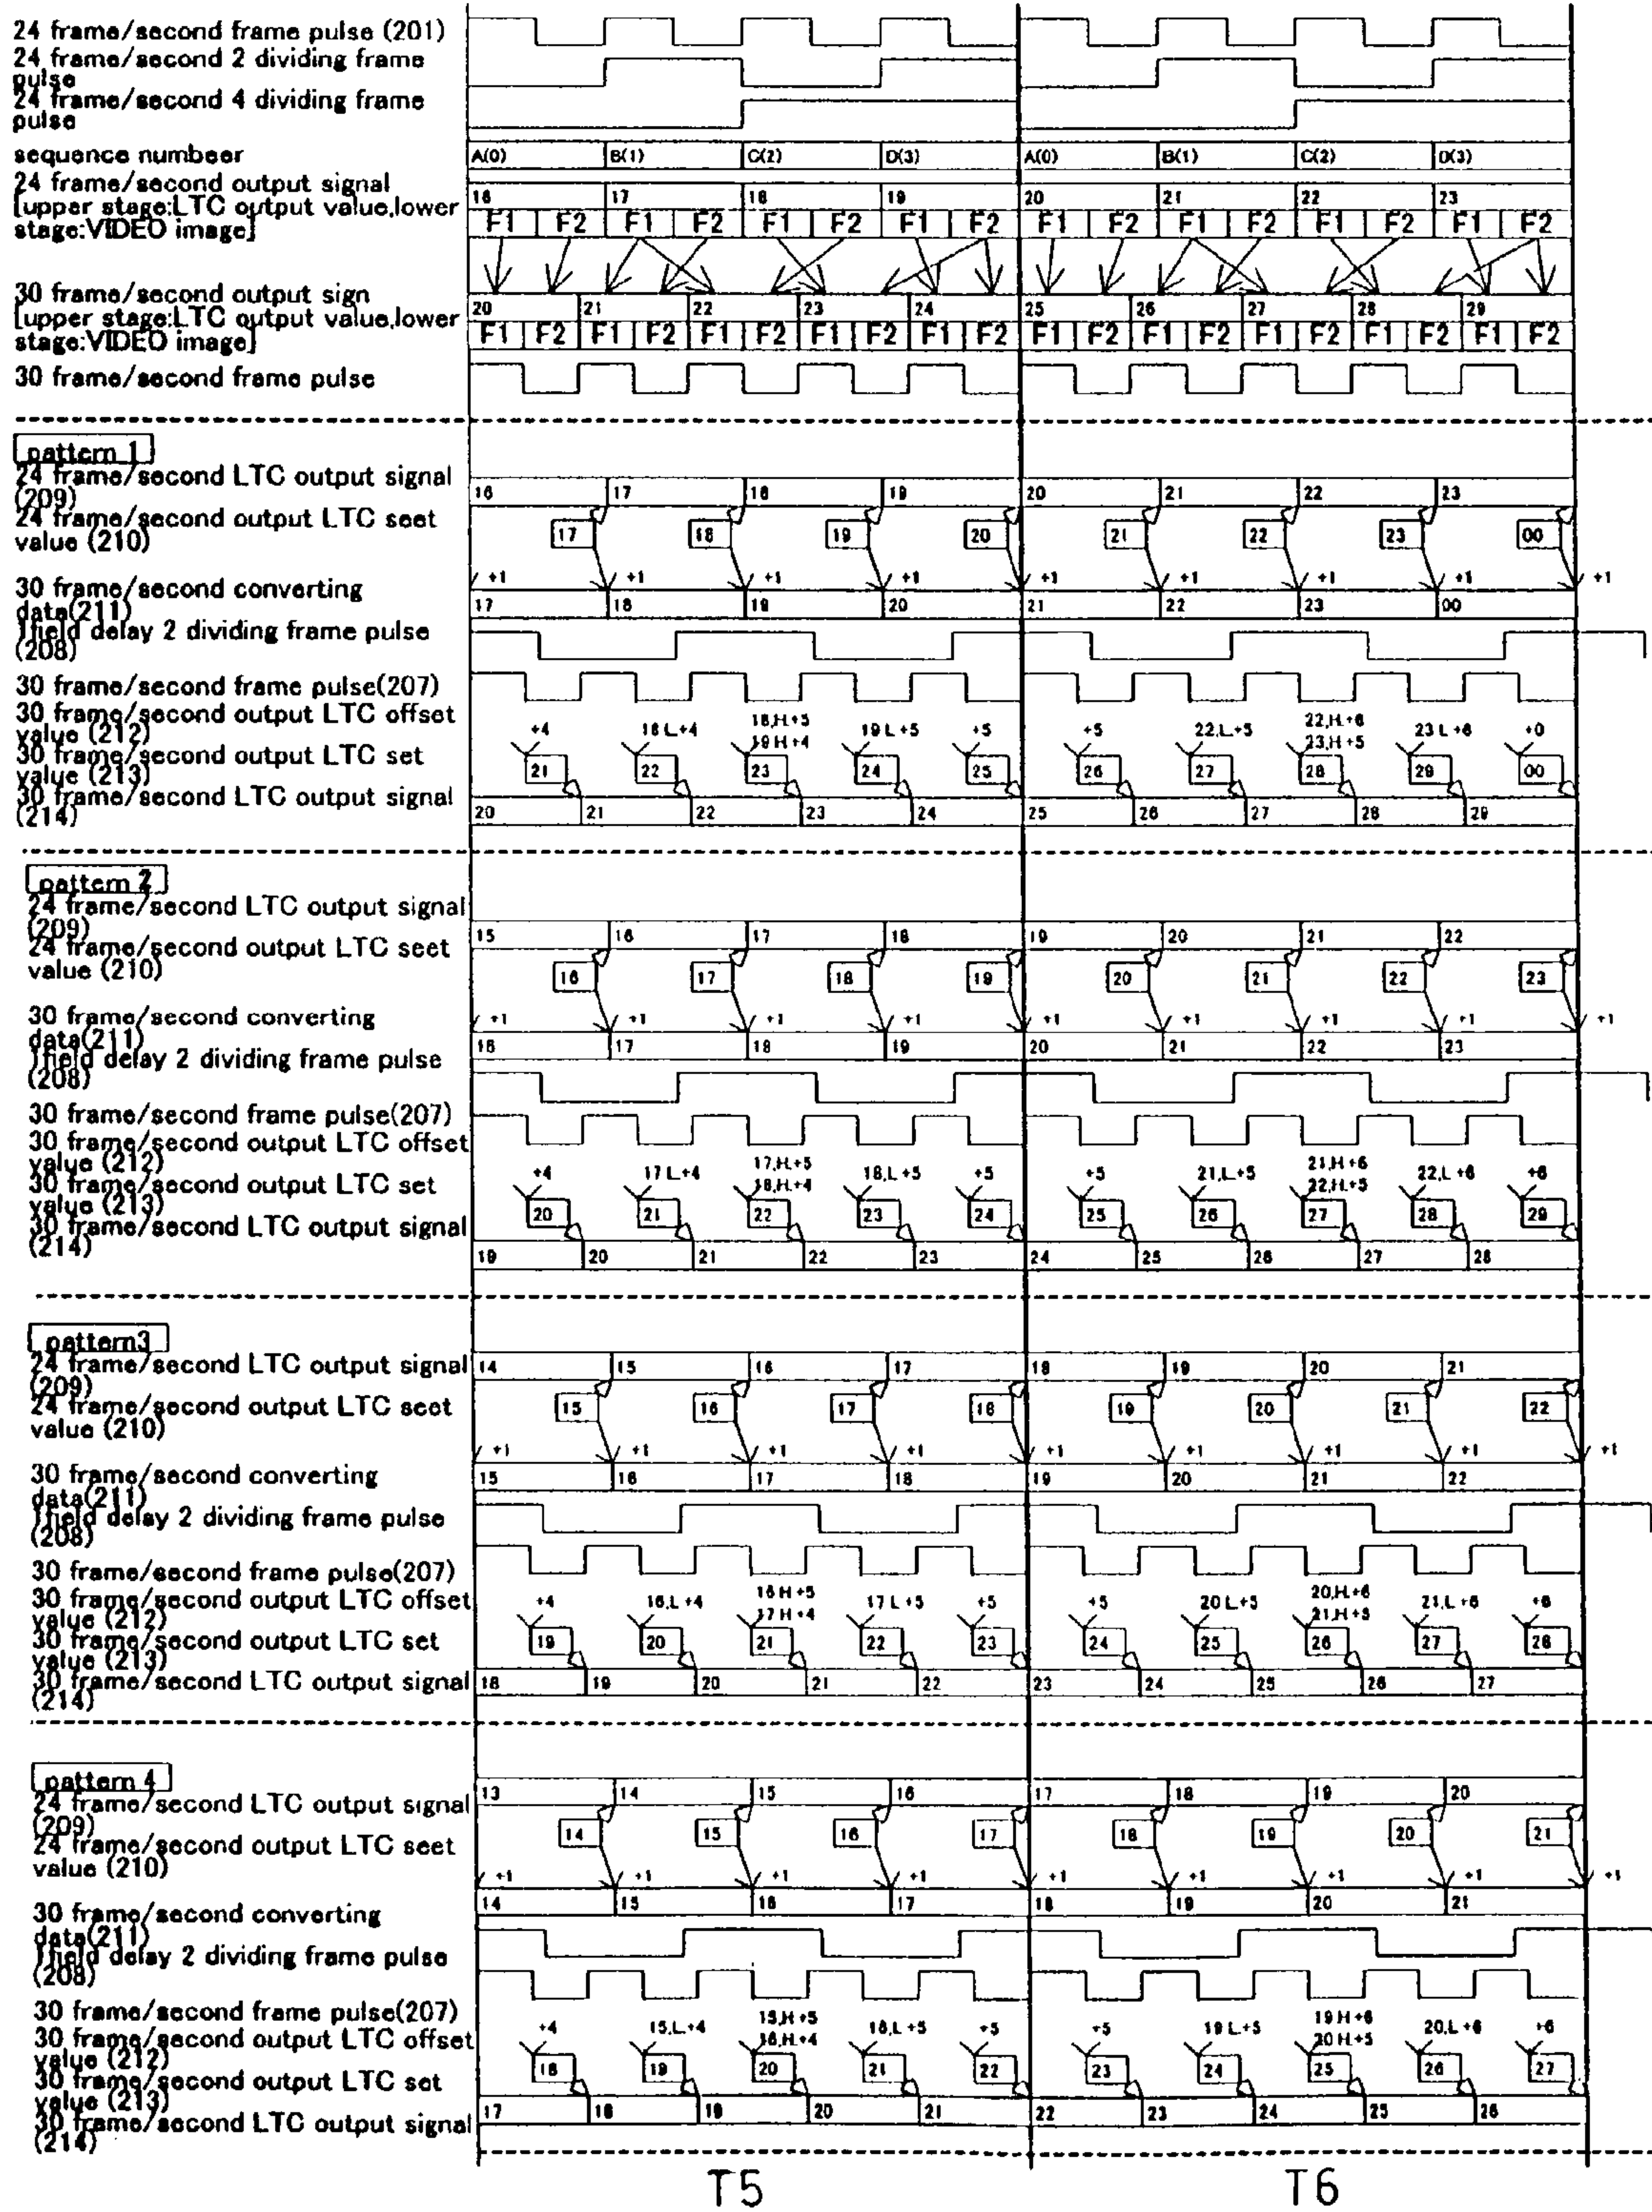 24 frame/second frame pulse (201)
24 frame/second 2 dividing frame
pulse
24 frame/second 4 dividing frame
pulse
sequence numbeer
A(0) B(1) C(2) D(3) A(0) B(1) C(2) D(3)
24 frame/second output signal
[upper stage:LTC output value,lower
stage:VIDEO image]
16 17 18 19 20 21 22 23
F1 F2 F1 F2 F1 F2 F1 F2 F1 F2 F1 F2 F1 F2 F1 F2
30 frame/second output sign
[upper stage:LTC output value,lower
stage:VIDEO image]
20 21 22 23 24 25 26 27 28 29
F1 F2 F1 F2 F1 F2 F1 F2 F1 F2 F1 F2 F1 F2 F1 F2 F1 F2 F1 F2
30 frame/second frame pulse
pattern 1
24 frame/second LTC output signal
(209)
16 17 18 19 20 21 22 23
24 frame/second output LTC seet
value (210)
17 18 19 20 21 22 23 00
+1 +1 +1 +1 +1 +1 +1 +1 +1
30 frame/second converting
data(211)
17 18 19 20 21 22 23 00
1field delay 2 dividing frame pulse
(208)
30 frame/second frame pulse(207)
30 frame/second output LTC offset
value (212)
+4 18 L+4 18,H+5 19 L+5 +5 +5 22,L+5 22,H+6 23 L+6 +0
19 H+4 23,H+5
30 frame/second output LTC set
value (213)
21 22 23 24 25 26 27 28 29 00
30 frame/second LTC output signal
(214)
20 21 22 23 24 25 26 27 28 29
pattern 2
24 frame/second LTC output signal
(209)
15 16 17 18 19 20 21 22
24 frame/second output LTC seet
value (210)
16 17 18 19 20 21 22 23
+1 +1 +1 +1 +1 +1 +1 +1 +1
30 frame/second converting
data(211)
16 17 18 19 20 21 22 23
1field delay 2 dividing frame pulse
(208)
30 frame/second frame pulse(207)
30 frame/second output LTC offset
value (212)
+4 17 L+4 17,H+5 18,L+5 +5 +5 21,L+5 21,H+6 22,L+6 +6
18,H+4 22,H+5
30 frame/second output LTC set
value (213)
20 21 22 23 24 25 26 27 28 29
30 frame/second LTC output signal
(214)
19 20 21 22 23 24 25 26 27 28
pattern3
24 frame/second LTC output signal
(209)
14 15 16 17 18 19 20 21
24 frame/second output LTC seet
value (210)
15 16 17 18 19 20 21 22
+1 +1 +1 +1 +1 +1 +1 +1 +1
30 frame/second converting
data(211)
15 16 17 18 19 20 21 22
1field delay 2 dividing frame pulse
(208)
30 frame/second frame pulse(207)
30 frame/second output LTC offset
value (212)
+4 16,L+4 16 H+5 17 L+5 +5 +5 20 L+5 20,H+6 21,L+6 +6
17 H+4 21,H+5
30 frame/second output LTC set
value (213)
19 20 21 22 23 24 25 26 27 28
30 frame/second LTC output signal
(214)
18 19 20 21 22 23 24 25 26 27
pattern 4
24 frame/second LTC output signal
(209)
13 14 15 16 17 18 19 20
24 frame/second output LTC seet
value (210)
14 15 16 17 18 19 20 21
+1 +1 +1 +1 +1 +1 +1 +1 +1
30 frame/second converting
data(211)
14 15 16 17 18 19 20 21
1field delay 2 dividing frame pulse
(208)
30 frame/second frame pulse(207)
30 frame/second output LTC offset
value (212)
+4 15,L+4 15,H+5 16,L+5 +5 +5 19 L+5 19 H+6 20,L+6 +6
16,H+4 20 H+5
30 frame/second output LTC set
value (213)
18 19 20 21 22 23 24 25 26 27
30 frame/second LTC output signal
(214)
17 18 19 20 21 22 23 24 25 26
T5 T6